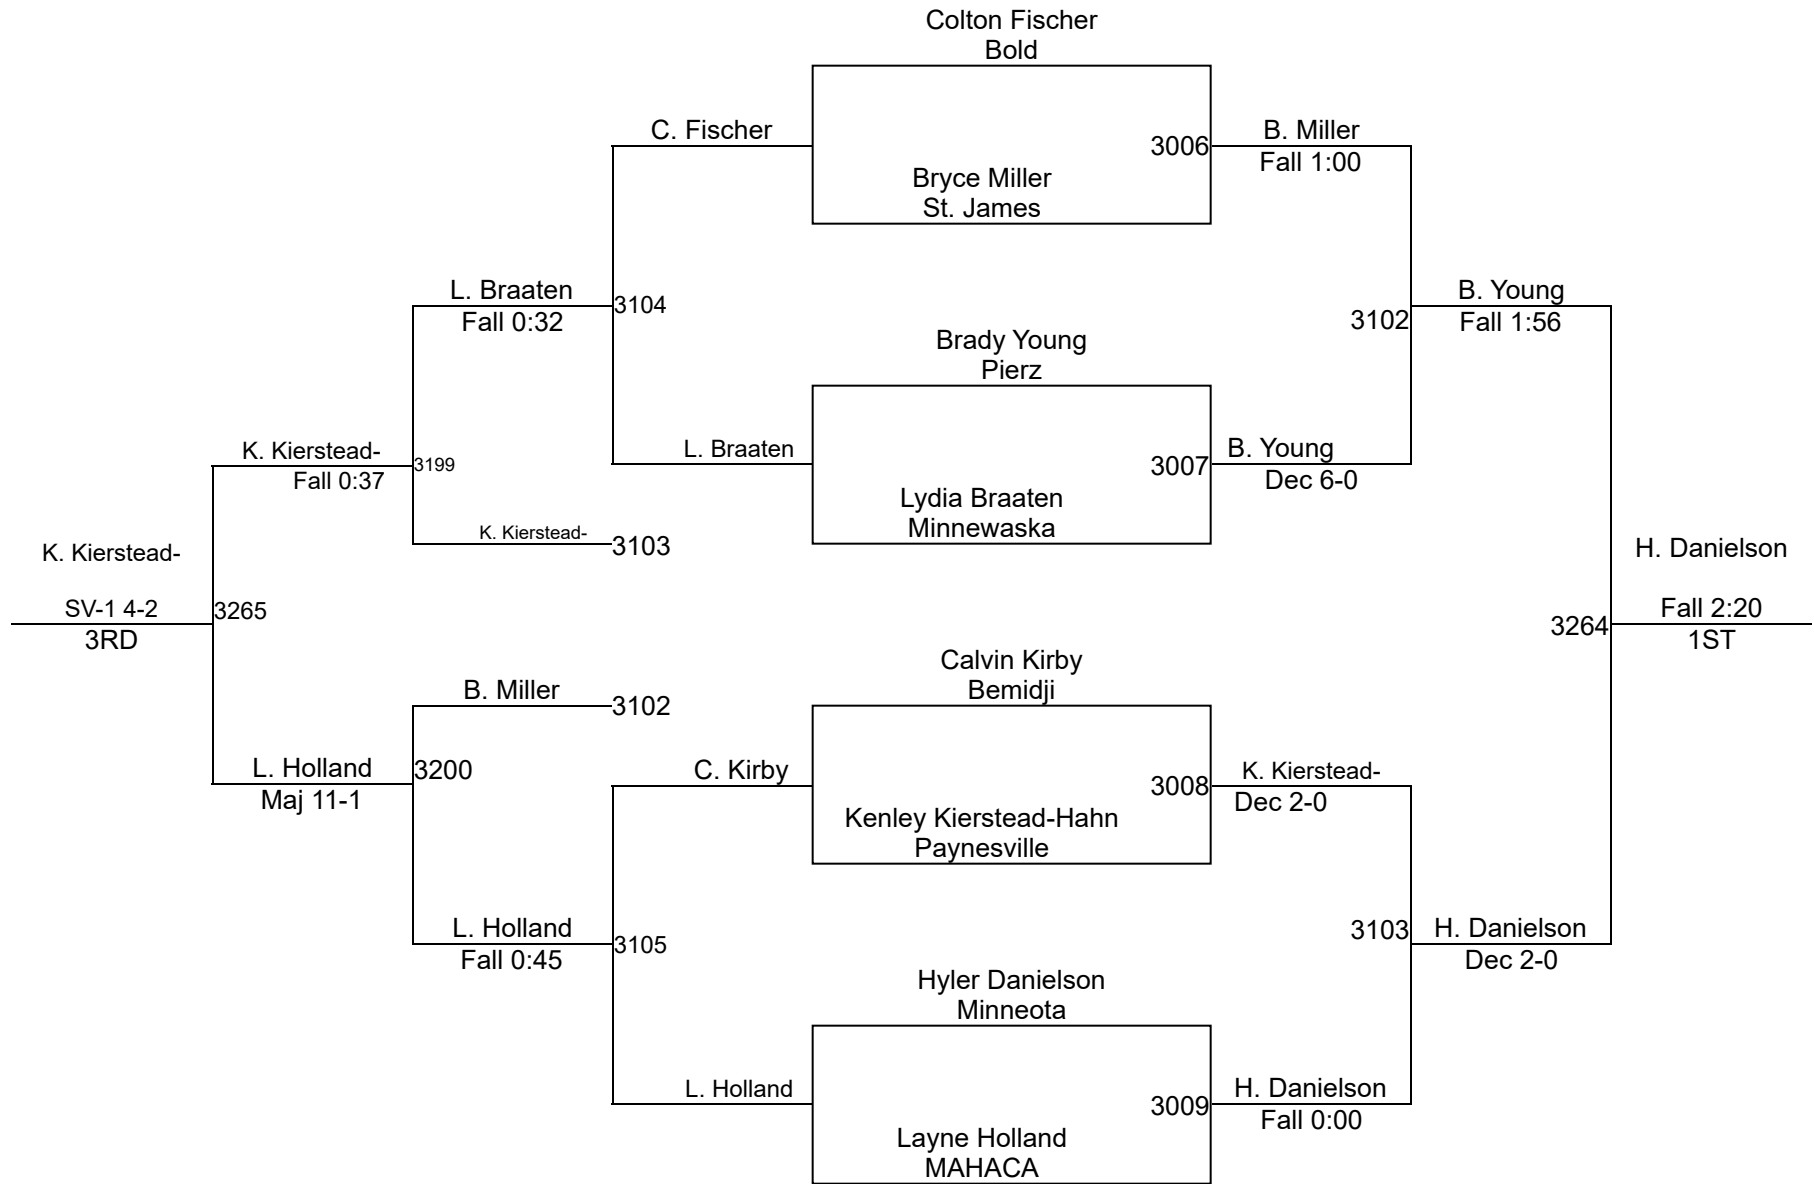 Colton Fischer
Bold
C. Fischer
3006
B. Miller
Fall 1:00
Bryce Miller
St. James
L. Braaten
Fall 0:32
3104
3102
B. Young
Fall 1:56
Brady Young
Pierz
K. Kierstead-
Fall 0:37
3199
L. Braaten
3007
B. Young
Dec 6-0
Lydia Braaten
Minnewaska
K. Kierstead-
3103
K. Kierstead-
SV-1 4-2
3RD
3265
H. Danielson
Fall 2:20
1ST
3264
Calvin Kirby
Bemidji
B. Miller
3102
L. Holland
Maj 11-1
3200
C. Kirby
3008
K. Kierstead-
Dec 2-0
Kenley Kierstead-Hahn
Paynesville
L. Holland
Fall 0:45
3105
3103
H. Danielson
Dec 2-0
Hyler Danielson
Minneota
L. Holland
3009
H. Danielson
Fall 0:00
Layne Holland
MAHACA